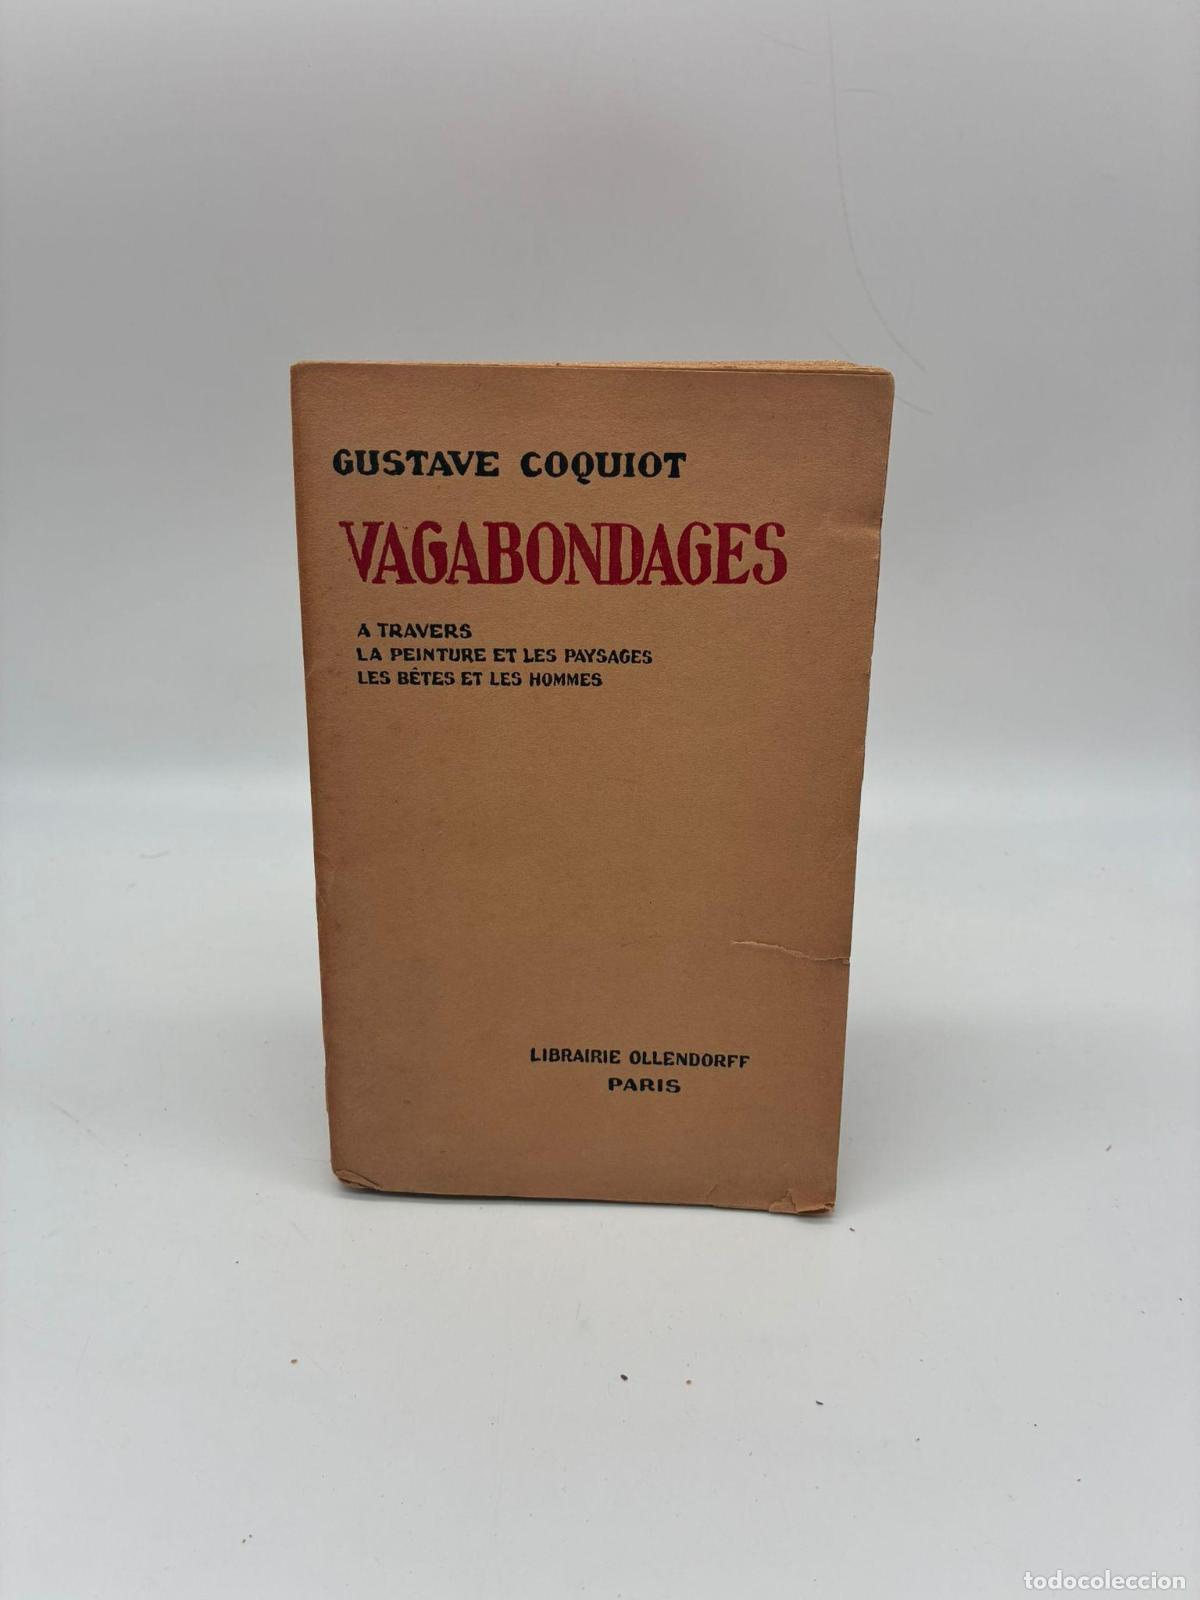 GUSTAVE COQUIOT
VAGABONDAGES
A TRAVERS
LA PEINTURE ET LES PAYSAGES
LES BÊTES ET LES HOMMES
LIBRAIRIE OLLENDORFF
PARIS
todocoleccion